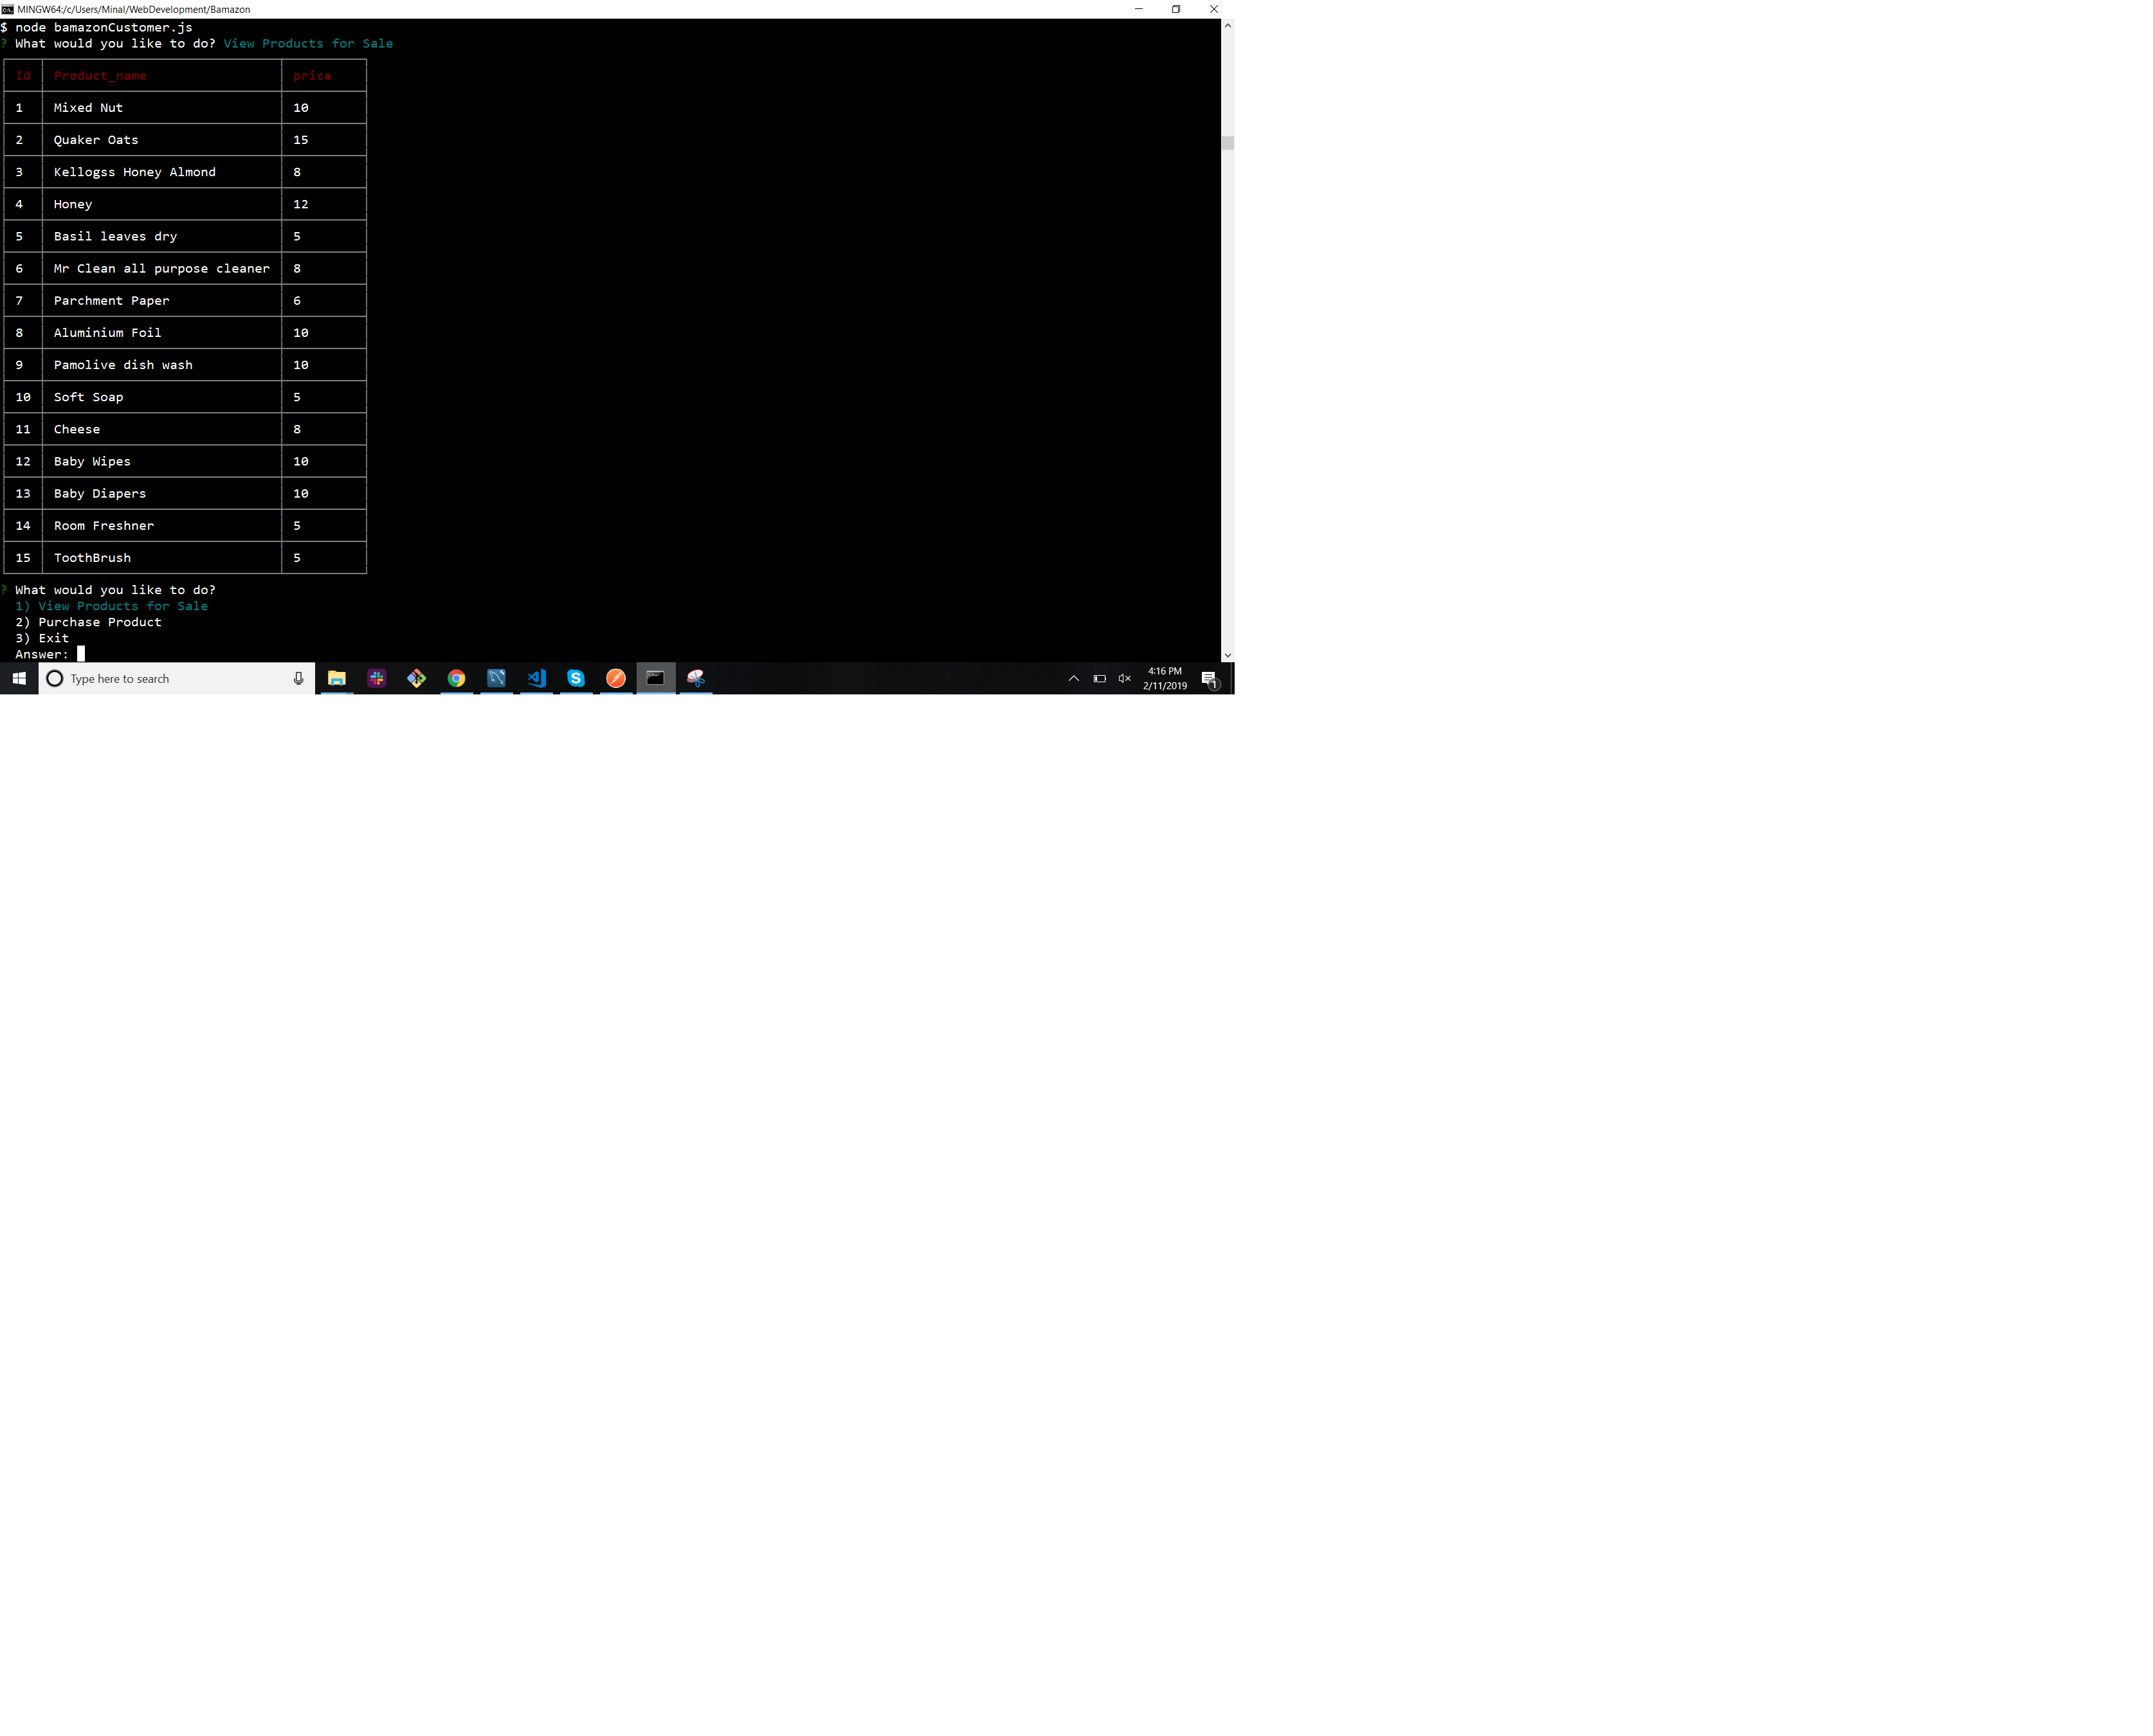 MINGW64:/c/Users/Minal/WebDevelopment/Bamazon
$ node bamazonCustomer.js
? What would you like to do? View Products for Sale
Id Product_name price
1 Mixed Nut 10
2 Quaker Oats 15
3 Kellogss Honey Almond 8
4 Honey 12
5 Basil leaves dry 5
6 Mr Clean all purpose cleaner 8
7 Parchment Paper 6
8 Aluminium Foil 10
9 Pamolive dish wash 10
10 Soft Soap 5
11 Cheese 8
12 Baby Wipes 10
13 Baby Diapers 10
14 Room Freshner 5
15 ToothBrush 5
? What would you like to do?
1) View Products for Sale
2) Purchase Product
3) Exit
Answer:
Type here to search
4:16 PM
2/11/2019
1